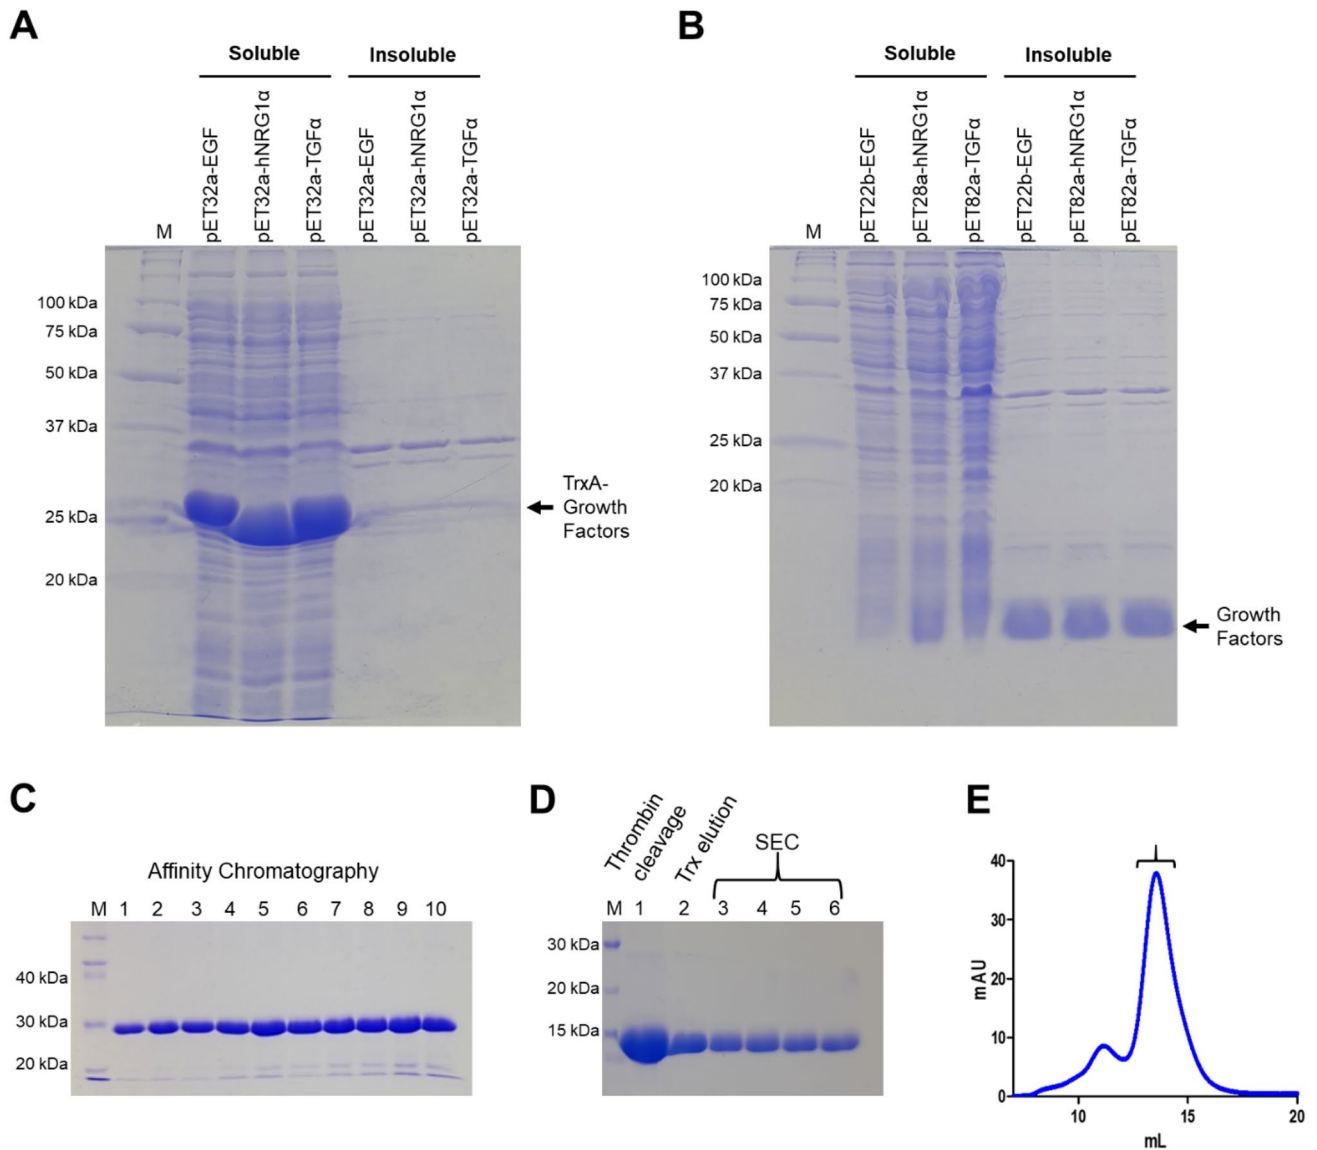 A
Soluble
Insoluble
pET32a-EGF
pET32a-hNRG1α
pET32a-TGFα
pET32a-EGF
pET32a-hNRG1α
pET32a-TGFα
M
100 kDa
75 kDa
50 kDa
37 kDa
25 kDa
20 kDa
TrxA-
Growth
Factors
B
Soluble
Insoluble
pET22b-EGF
pET28a-hNRG1α
pET82a-TGFα
pET22b-EGF
pET82a-hNRG1α
pET82a-TGFα
M
100 kDa
75 kDa
50 kDa
37 kDa
25 kDa
20 kDa
Growth
Factors
C
Affinity Chromatography
M 1 2 3 4 5 6 7 8 9 10
40 kDa
30 kDa
20 kDa
D
Thrombin
cleavage
Trx elution
SEC
M 1 2 3 4 5 6
30 kDa
20 kDa
15 kDa
E
40
30
20
10
0
mAU
10 15 20
mL